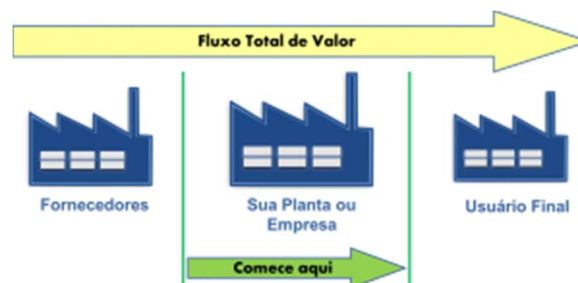 Fluxo Total de Valor
Fornecedores
Sua Planta ou
Empresa
Usuário Final
Comece aqui